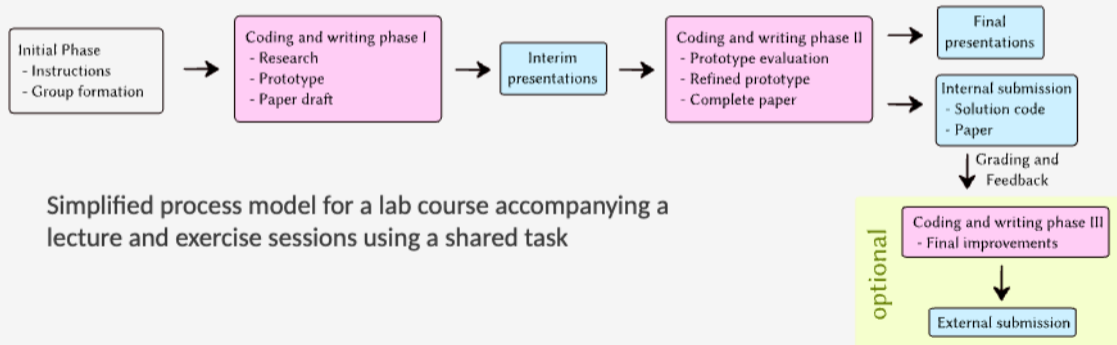 Initial Phase
- Instructions
- Group formation
Coding and writing phase I
- Research
- Prototype
- Paper draft
Interim
presentations
Coding and writing phase II
- Prototype evaluation
- Refined prototype
- Complete paper
Final
presentations
Internal submission
- Solution code
- Paper
Grading and
Feedback
optional
Coding and writing phase III
- Final improvements
External submission
Simplified process model for a lab course accompanying a
lecture and exercise sessions using a shared task